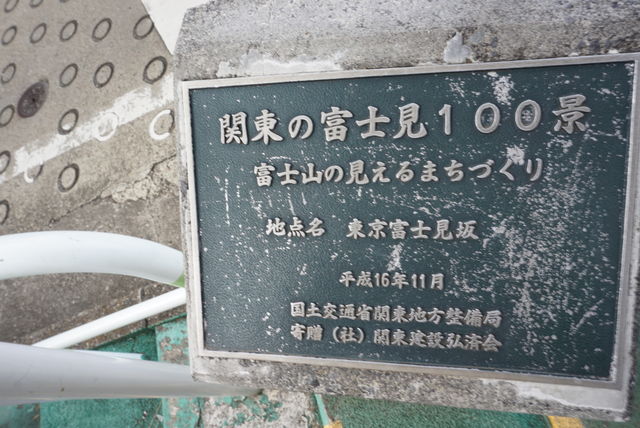 関東の富士見100景
富士山の見えるまちづくり
地点名　東京富士見坂
平成16年11月
国土交通省関東地方整備局
寄贈（社）関東建設弘済会